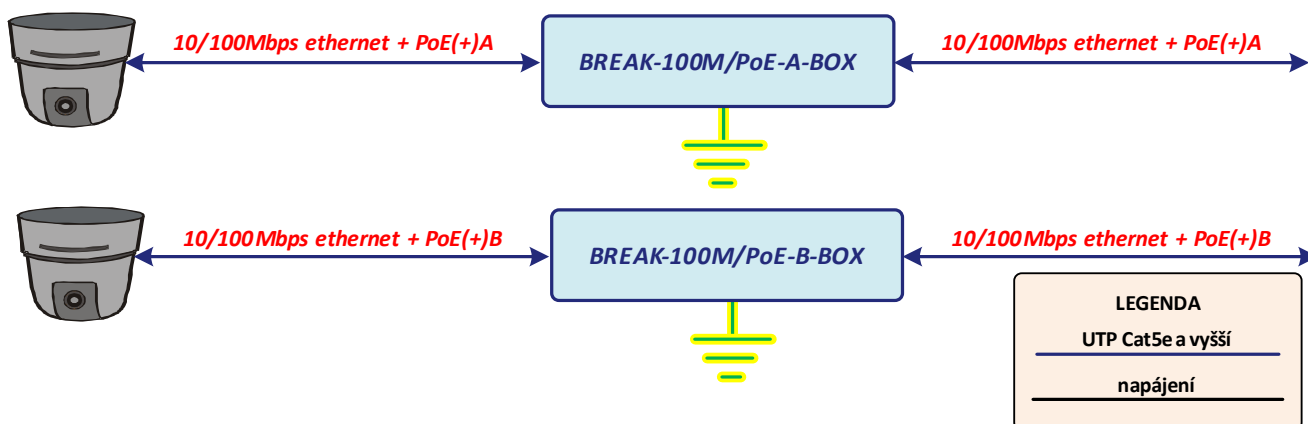 10/100Mbps ethernet + PoE(+)A
BREAK-100M/PoE-A-BOX
10/100Mbps ethernet + PoE(+)A
10/100Mbps ethernet + PoE(+)B
BREAK-100M/PoE-B-BOX
10/100Mbps ethernet + PoE(+)B
LEGENDA
UTP Cat5e a vyšší
napájení